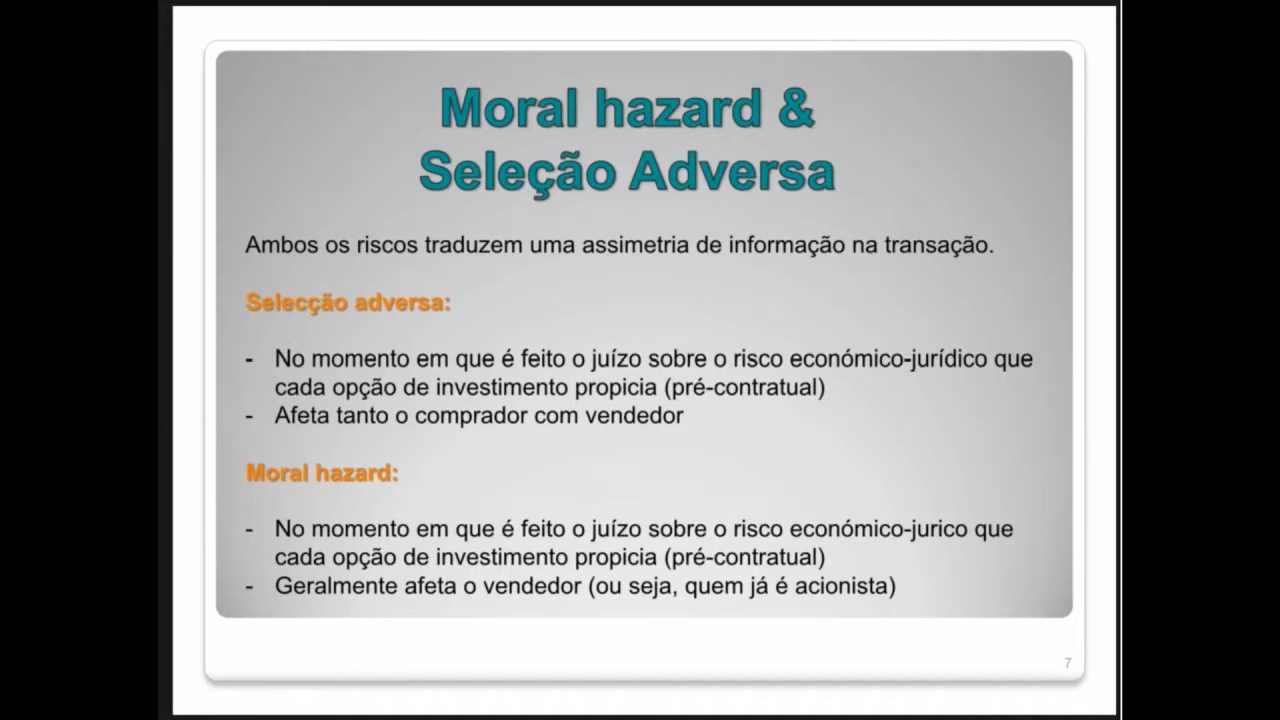 Moral hazard &
Seleção Adversa
Ambos os riscos traduzem uma assimetria de informação na transação.
Selecção adversa:
- No momento em que é feito o juízo sobre o risco económico-jurídico que
cada opção de investimento propicia (pré-contratual)
- Afeta tanto o comprador com vendedor
Moral hazard:
- No momento em que é feito o juízo sobre o risco económico-jurico que
cada opção de investimento propicia (pré-contratual)
- Geralmente afeta o vendedor (ou seja, quem já é acionista)
7